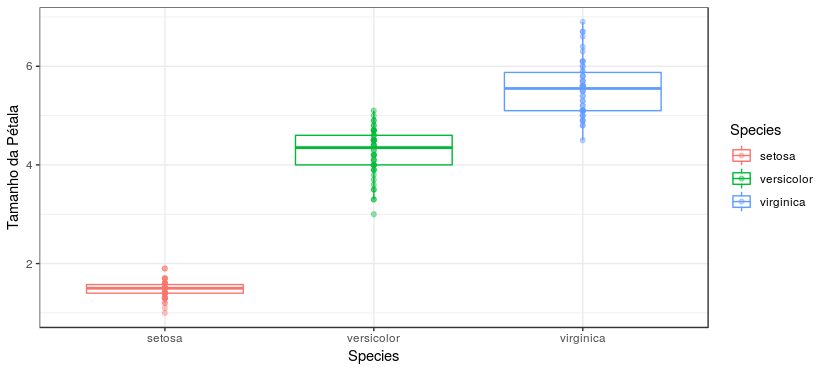 Tamanho da Pétala
6
4
2
setosa
versicolor
virginica
Species
Species
setosa
versicolor
virginica